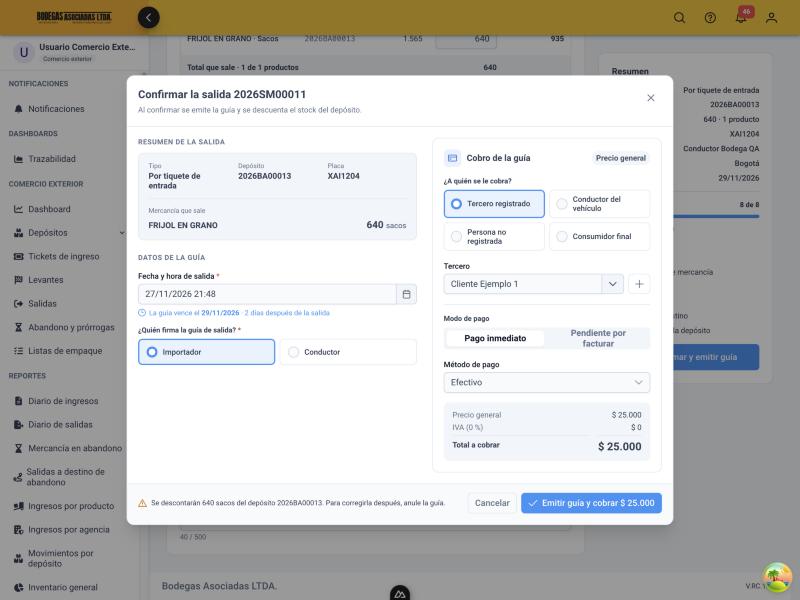 BODEGAS ASOCIADAS LTDA.
46
U
Usuario Comercio Exte...
Comercio exterior
NOTIFICACIONES
Notificaciones
DASHBOARDS
Trazabilidad
COMERCIO EXTERIOR
Dashboard
Depósitos
Tickets de ingreso
Levantes
Salidas
Abandono y prórrogas
Listas de empaque
REPORTES
Diario de ingresos
Diario de salidas
Mercancía en abandono
Salidas a destino de abandono
Ingresos por producto
Ingresos por agencia
Movimientos por depósito
Inventario general
FRIJOL EN GRANO · Sacos 2026BA00013 1.565 640 935
Total que sale · 1 de 1 productos 640
Confirmar la salida 2026SM00011
Al confirmar se emite la guía y se descuenta el stock del depósito.
RESUMEN DE LA SALIDA
Tipo Depósito Placa
Por tiquete de entrada 2026BA00013 XAI1204
Mercancía que sale
FRIJOL EN GRANO 640 sacos
DATOS DE LA GUÍA
Fecha y hora de salida *
27/11/2026 21:48
La guía vence el 29/11/2026 · 2 días después de la salida
¿Quién firma la guía de salida? *
Importador Conductor
Cobro de la guía Precio general
¿A quién se le cobra?
Tercero registrado
Conductor del vehículo
Persona no registrada
Consumidor final
Tercero
Cliente Ejemplo 1
Modo de pago
Pago inmediato
Pendiente por facturar
Método de pago
Efectivo
Precio general $ 25.000
IVA (0 %) $ 0
Total a cobrar $ 25.000
Se descontarán 640 sacos del depósito 2026BA00013. Para corregirla después, anule la guía.
Cancelar
Emitir guía y cobrar $ 25.000
Resumen
Por tiquete de entrada
2026BA00013
640 · 1 producto
XAI1204
Conductor Bodega QA
Bogotá
29/11/2026
8 de 8
mercancía
depósito
y emitir guía
40 / 500
Bodegas Asociadas LTDA.